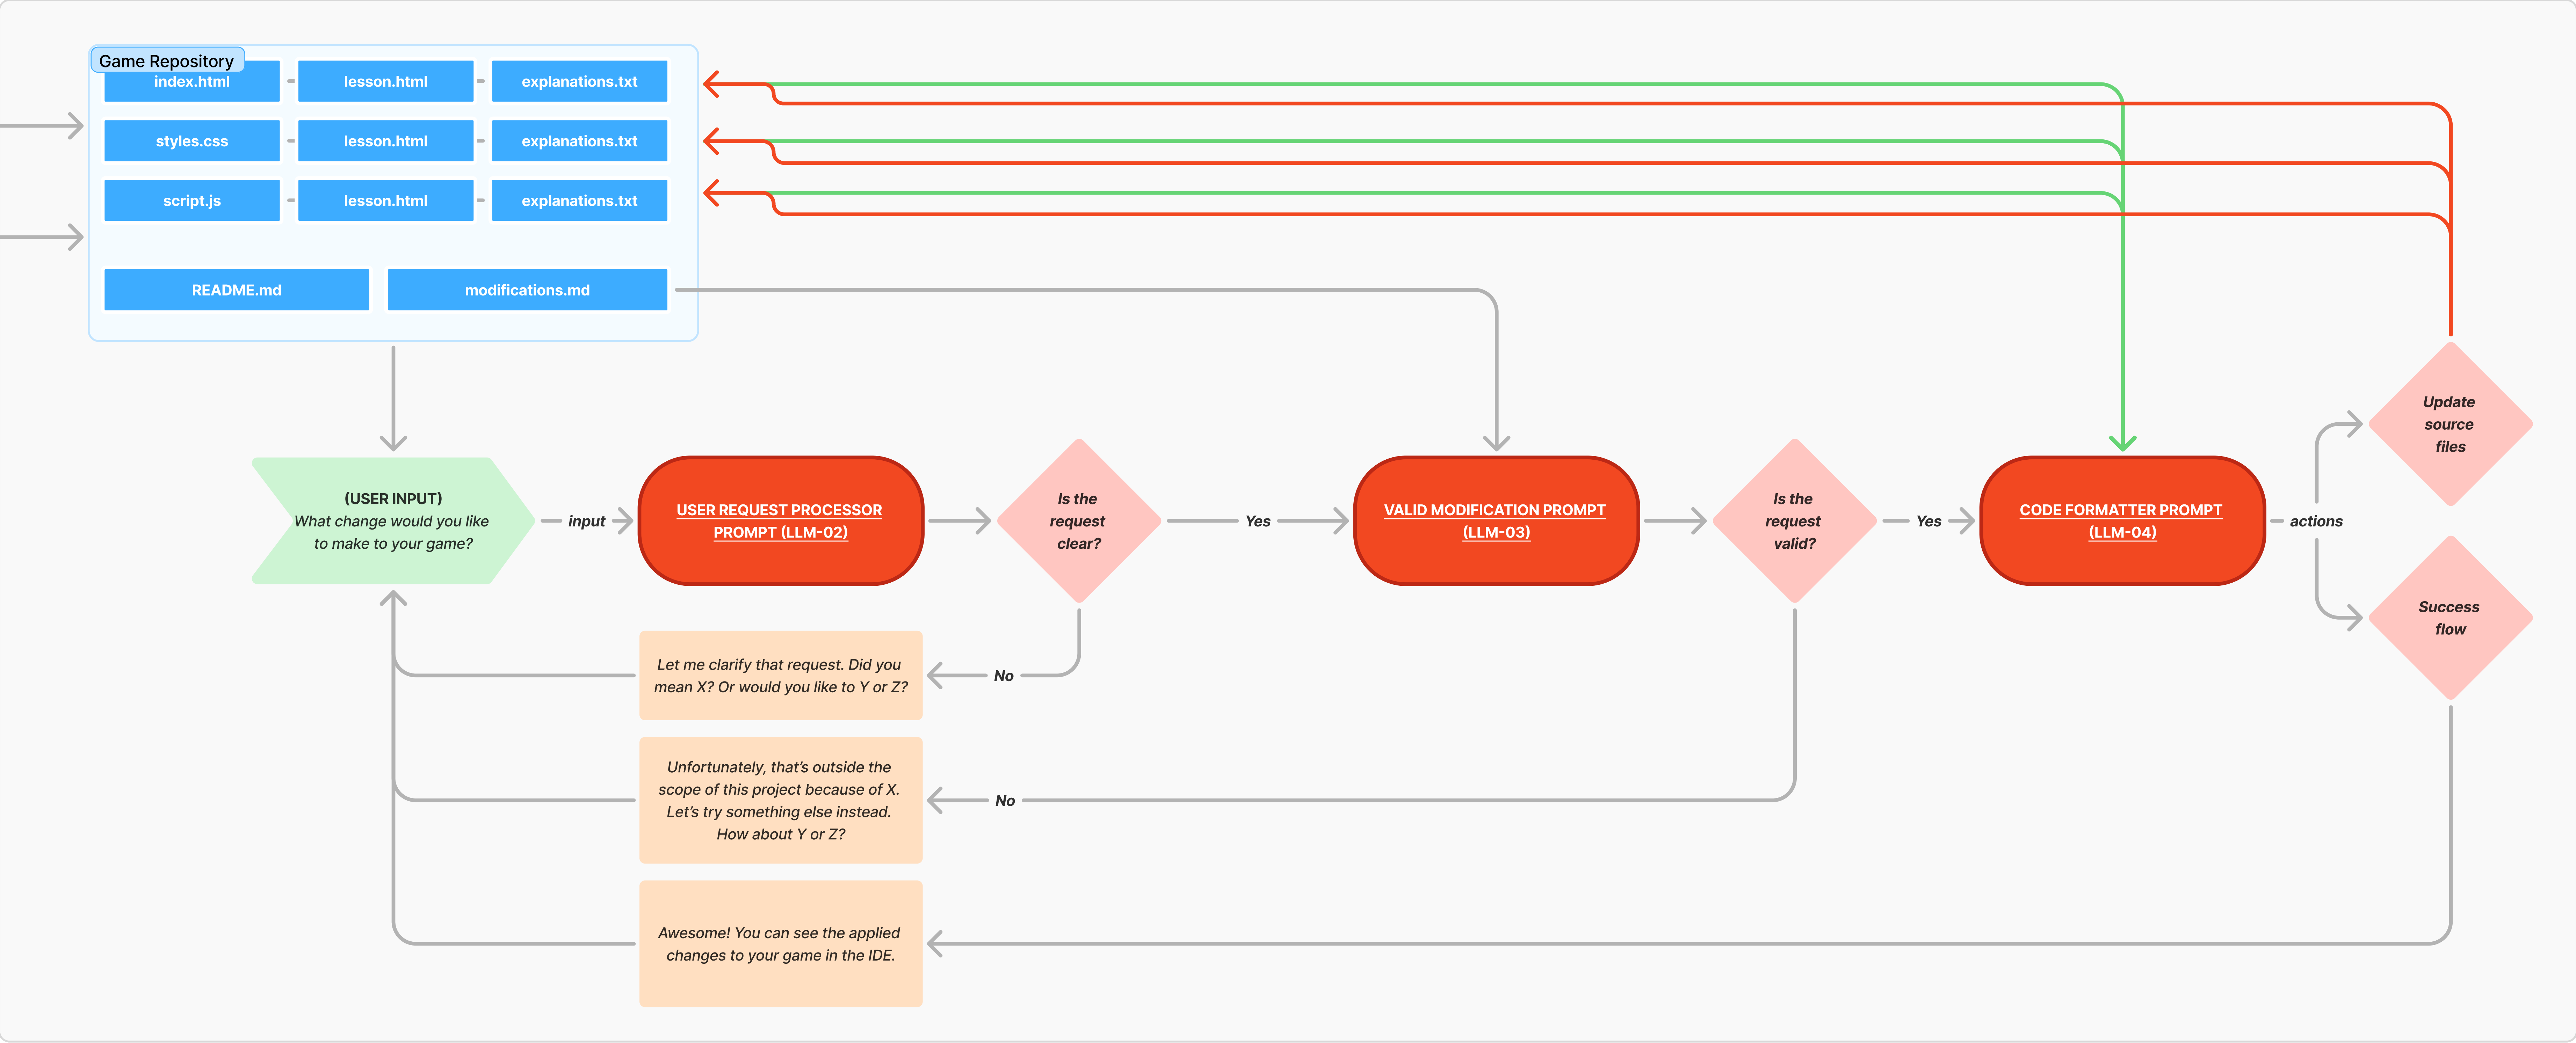 Game Repository
index.html
lesson.html
explanations.txt
styles.css
lesson.html
explanations.txt
script.js
lesson.html
explanations.txt
README.md
modifications.md
(USER INPUT)
What change would you like
to make to your game?
input
USER REQUEST PROCESSOR
PROMPT (LLM-02)
Is the
request
clear?
Yes
VALID MODIFICATION PROMPT
(LLM-03)
Is the
request
valid?
Yes
CODE FORMATTER PROMPT
(LLM-04)
actions
Update
source
files
Success
flow
Let me clarify that request. Did you
mean X? Or would you like to Y or Z?
No
Unfortunately, that’s outside the
scope of this project because of X.
Let’s try something else instead.
How about Y or Z?
No
Awesome! You can see the applied
changes to your game in the IDE.